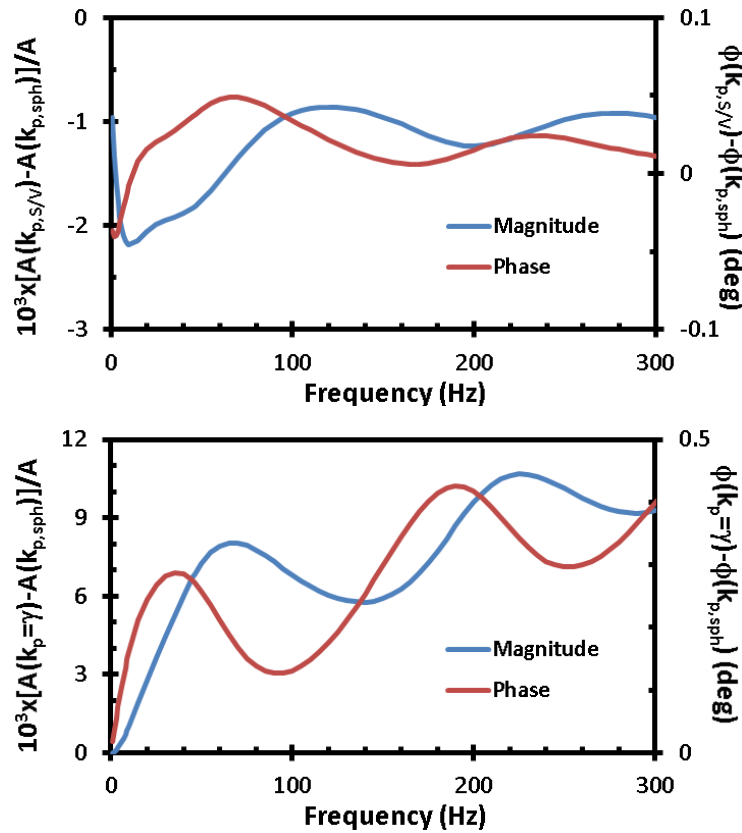 0
-1
-2
-3
10³x[A(kp,S/V)-A(kp,sph)]/A
0.1
0
-0.1
ϕ(kp,S/V)-ϕ(kp,sph) (deg)
Magnitude
Phase
0 100 200 300
Frequency (Hz)
12
9
6
3
0
10³x[A(kp=γ)-A(kp,sph)]/A
0.5
0
ϕ(kp=γ)-ϕ(kp,sph) (deg)
Magnitude
Phase
0 100 200 300
Frequency (Hz)